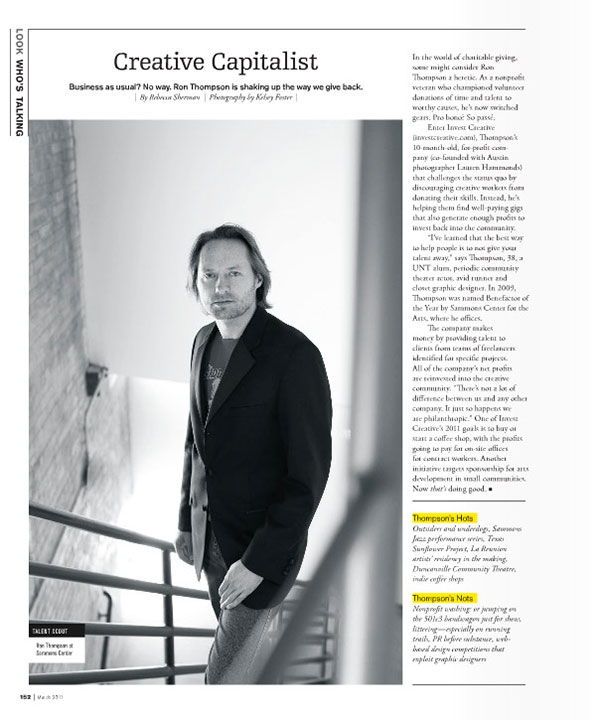 LOOK WHO'S TALKING
Creative Capitalist
Business as usual? No way. Ron Thompson is shaking up the way we give back.
| By Rebecca Sherman | Photography by Kelsey Foster |
In the world of charitable giving,
some might consider Ron
Thompson a heretic. As a nonprofit
veteran who championed volunteer
donations of time and talent to
worthy causes, he's now switched
gears. Pro bono? So passé.
Enter Invest Creative
(investcreative.com), Thompson's
10-month-old, for-profit com-
pany (co-founded with Austin
photographer Lauren Hammonds)
that challenges the status quo by
discouraging creative workers from
donating their skills. Instead, he's
helping them find well-paying gigs
that also generate enough profits to
invest back into the community.
"I've learned that the best way
to help people is to not give your
talent away," says Thompson, 38, a
UNT alum, periodic community
theater actor, avid runner and
closet graphic designer. In 2009,
Thompson was named Benefactor of
the Year by Sammons Center for the
Arts, where he offices.
The company makes
money by providing talent to
clients from teams of freelancers
identified for specific projects.
All of the company's net profits
are reinvested into the creative
community. "There's not a lot of
difference between us and any other
company. It just so happens we
are philanthropic." One of Invest
Creative's 2011 goals is to buy or
start a coffee shop, with the profits
going to pay for on-site offices
for contract workers. Another
initiative targets sponsorship for arts
development in small communities.
Now that's doing good. ■
Thompson's Hots
Outsiders and underdogs, Sammons
Jazz performance series, Texas
Sunflower Project, La Reunion
artists' residency in the making,
Duncanville Community Theatre,
indie coffee shops
Thompson's Nots
Nonprofit washing: or jumping on
the 501c3 bandwagon just for show,
littering—especially on running
trails, PR before substance, web-
based design competitions that
exploit graphic designers
TALENT SCOUT
Ron Thompson at
Sammons Center
152 | March 2011